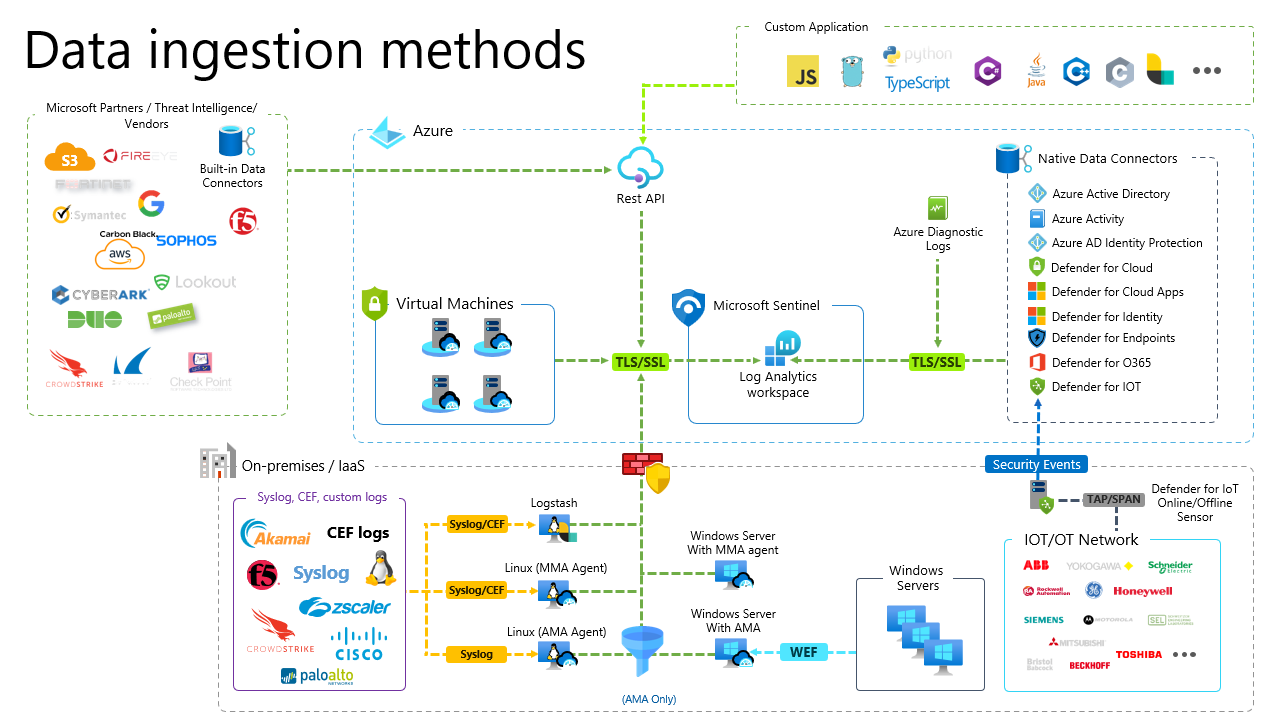 Data ingestion methods
Custom Application
JS
python
TypeScript
C#
Java
C++
C
Microsoft Partners / Threat Intelligence/
Vendors
S3
FIREEYE
Built-in Data
Connectors
FORTINET
Symantec
G
f5
Carbon Black.
SOPHOS
aws
Lookout
CYBERARK
DUO
paloalto
CROWDSTRIKE
Check Point
Azure
Rest API
Azure Diagnostic
Logs
Native Data Connectors
Azure Active Directory
Azure Activity
Azure AD Identity Protection
Defender for Cloud
Defender for Cloud Apps
Defender for Identity
Defender for Endpoints
Defender for O365
Defender for IOT
Virtual Machines
Microsoft Sentinel
TLS/SSL
Log Analytics
workspace
TLS/SSL
On-premises / IaaS
Security Events
Syslog, CEF, custom logs
Akamai
CEF logs
f5
Syslog
zscaler
CROWDSTRIKE
CISCO
paloalto
NETWORKS
Syslog/CEF
Logstash
Syslog/CEF
Linux (MMA Agent)
Syslog
Linux (AMA Agent)
Windows Server
With MMA agent
Windows Server
With AMA
(AMA Only)
WEF
Windows
Servers
TAP/SPAN
Defender for IoT
Online/Offline
Sensor
IOT/OT Network
ABB
YOKOGAWA
Schneider
Electric
Rockwell
Automation
GE
Honeywell
SIEMENS
MOTOROLA
SEL
MITSUBISHI
Bristol
Babcock
BECKHOFF
TOSHIBA